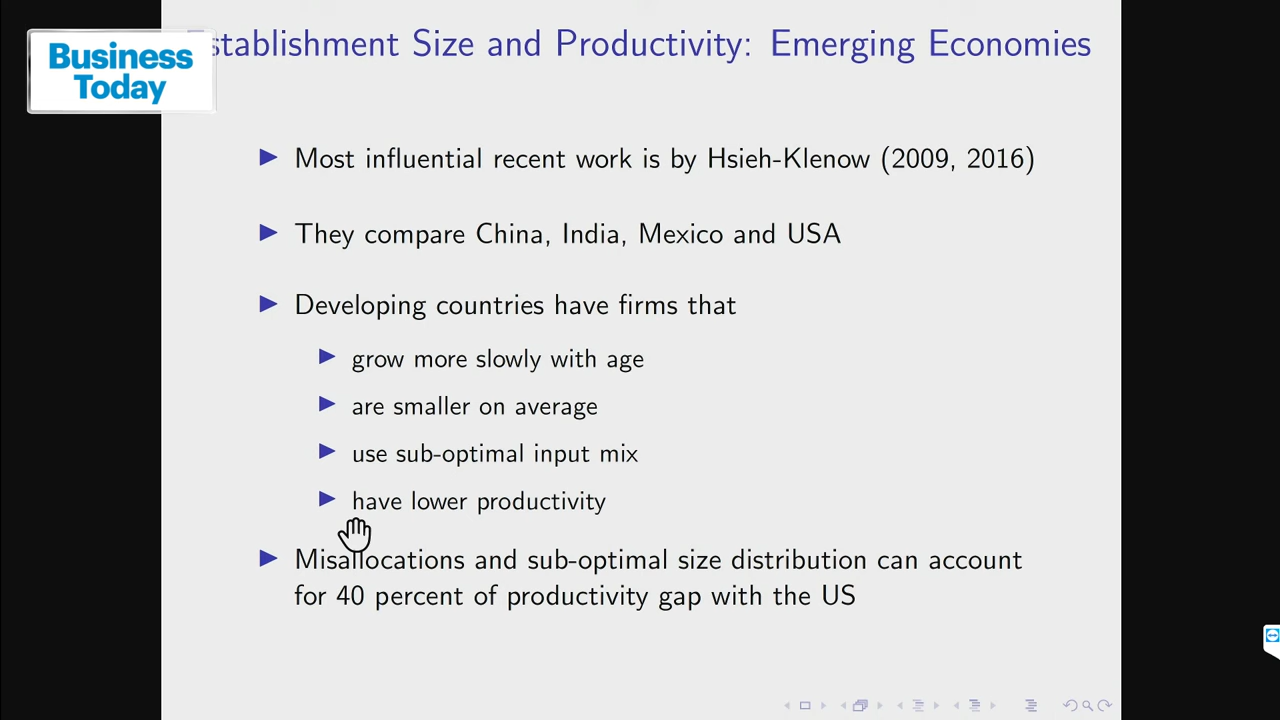 Business
Today
stablishment Size and Productivity: Emerging Economies
Most influential recent work is by Hsieh-Klenow (2009, 2016)
They compare China, India, Mexico and USA
Developing countries have firms that
grow more slowly with age
are smaller on average
use sub-optimal input mix
have lower productivity
Misallocations and sub-optimal size distribution can account
for 40 percent of productivity gap with the US